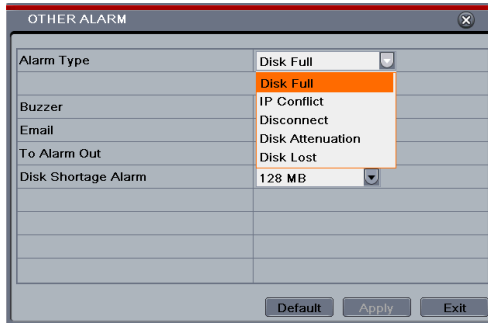 OTHER ALARM
Alarm Type
Disk Full
Disk Full
IP Conflict
Buzzer
Disconnect
Email
Disk Attenuation
To Alarm Out
Disk Lost
Disk Shortage Alarm
128 MB
Default
Apply
Exit